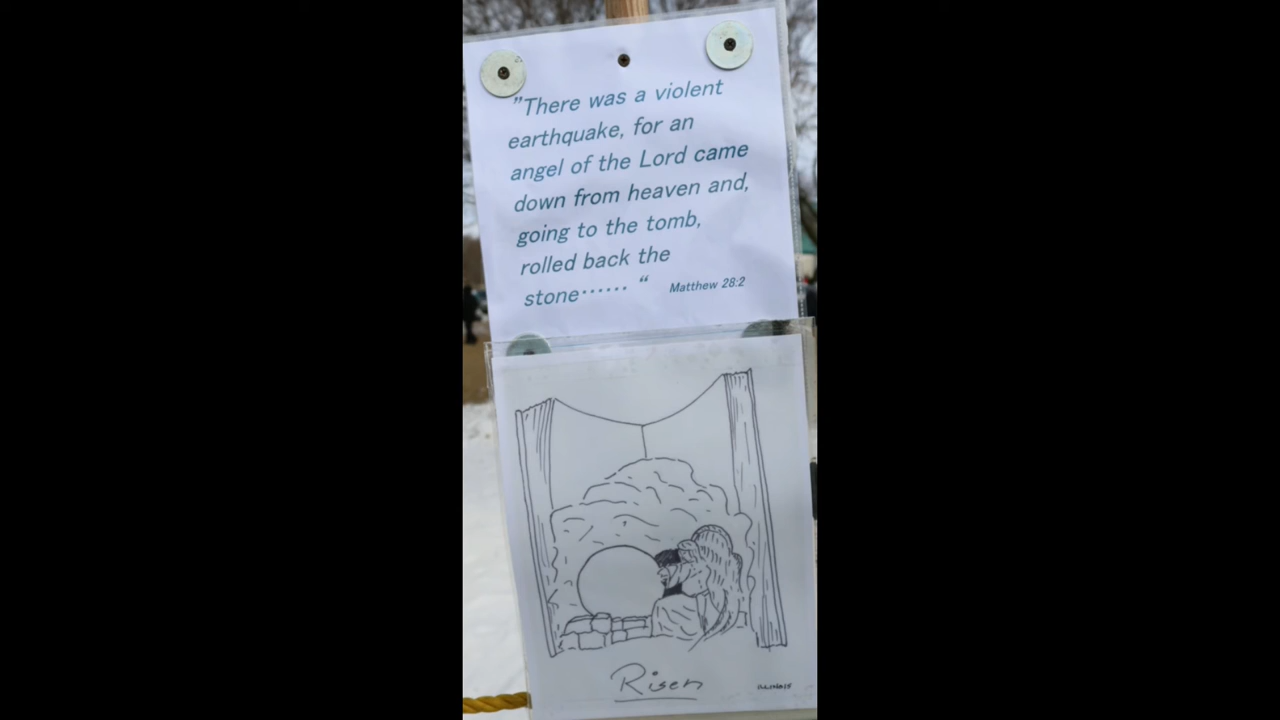 "There was a violent
earthquake, for an
angel of the Lord came
down from heaven and,
going to the tomb,
rolled back the
stone······ “ Matthew 28:2
Risen